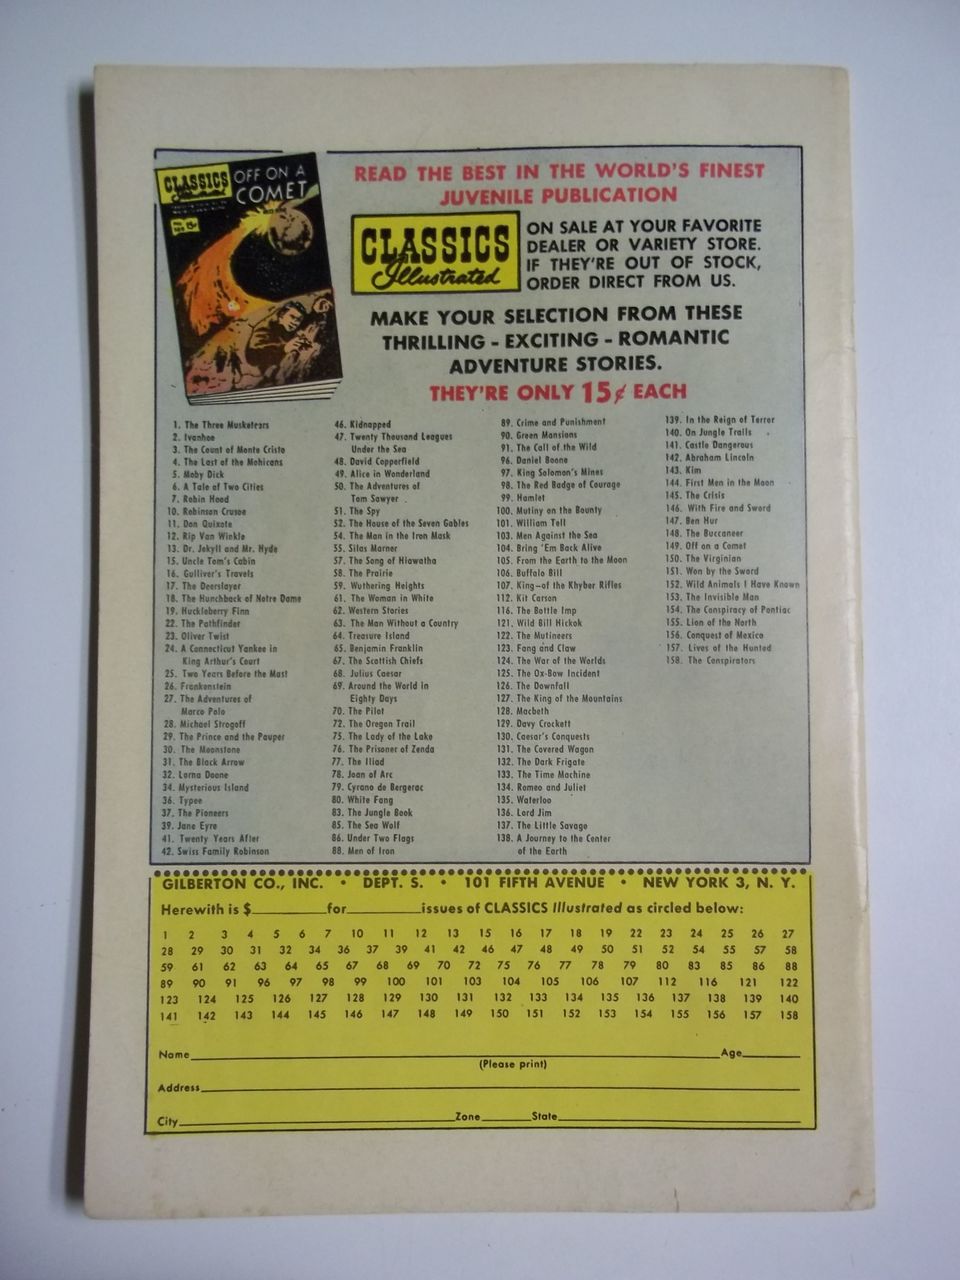 CLASSICS
Illustrated
OFF ON A
COMET
15¢
READ THE BEST IN THE WORLD'S FINEST
JUVENILE PUBLICATION
CLASSICS
Illustrated
ON SALE AT YOUR FAVORITE
DEALER OR VARIETY STORE.
IF THEY'RE OUT OF STOCK,
ORDER DIRECT FROM US.
MAKE YOUR SELECTION FROM THESE
THRILLING - EXCITING - ROMANTIC
ADVENTURE STORIES.
THEY'RE ONLY 15¢ EACH
1. The Three Musketeers
2. Ivanhoe
3. The Count of Monte Cristo
4. The Last of the Mohicans
5. Moby Dick
6. A Tale of Two Cities
7. Robin Hood
10. Robinson Crusoe
11. Don Quixote
12. Rip Van Winkle
13. Dr. Jekyll and Mr. Hyde
15. Uncle Tom's Cabin
16. Gulliver's Travels
17. The Deerslayer
18. The Hunchback of Notre Dame
19. Huckleberry Finn
22. The Pathfinder
23. Oliver Twist
24. A Connecticut Yankee in
King Arthur's Court
25. Two Years Before the Mast
26. Frankenstein
27. The Adventures of
Marco Polo
28. Michael Strogoff
29. The Prince and the Pauper
30. The Moonstone
31. The Black Arrow
32. Lorna Doone
34. Mysterious Island
36. Typee
37. The Pioneers
39. Jane Eyre
41. Twenty Years After
42. Swiss Family Robinson
46. Kidnapped
47. Twenty Thousand Leagues
Under the Sea
48. David Copperfield
49. Alice in Wonderland
50. The Adventures of
Tom Sawyer
51. The Spy
52. The House of the Seven Gables
54. The Man in the Iron Mask
55. Silas Marner
57. The Song of Hiawatha
58. The Prairie
59. Wuthering Heights
61. The Woman in White
62. Western Stories
63. The Man Without a Country
64. Treasure Island
65. Benjamin Franklin
67. The Scottish Chiefs
68. Julius Caesar
69. Around the World in
Eighty Days
70. The Pilot
72. The Oregon Trail
75. The Lady of the Lake
76. The Prisoner of Zenda
77. The Iliad
78. Joan of Arc
79. Cyrano de Bergerac
80. White Fang
83. The Jungle Book
85. The Sea Wolf
86. Under Two Flags
88. Men of Iron
89. Crime and Punishment
90. Green Mansions
91. The Call of the Wild
96. Daniel Boone
97. King Solomon's Mines
98. The Red Badge of Courage
99. Hamlet
100. Mutiny on the Bounty
101. William Tell
103. Men Against the Sea
104. Bring 'Em Back Alive
105. From the Earth to the Moon
106. Buffalo Bill
107. King—of the Khyber Rifles
112. Kit Carson
116. The Bottle Imp
121. Wild Bill Hickok
122. The Mutineers
123. Fang and Claw
124. The War of the Worlds
125. The Ox-Bow Incident
126. The Downfall
127. The King of the Mountains
128. Macbeth
129. Davy Crockett
130. Caesar's Conquests
131. The Covered Wagon
132. The Dark Frigate
133. The Time Machine
134. Romeo and Juliet
135. Waterloo
136. Lord Jim
137. The Little Savage
138. A Journey to the Center
of the Earth
139. In the Reign of Terror
140. On Jungle Trails
141. Castle Dangerous
142. Abraham Lincoln
143. Kim
144. First Men in the Moon
145. The Crisis
146. With Fire and Sword
147. Ben Hur
148. The Buccaneer
149. Off on a Comet
150. The Virginian
151. Won by the Sword
152. Wild Animals I Have Known
153. The Invisible Man
154. The Conspiracy of Pontiac
155. Lion of the North
156. Conquest of Mexico
157. Lives of the Hunted
158. The Conspirators
GILBERTON CO., INC. • DEPT. S. • 101 FIFTH AVENUE • NEW YORK 3, N. Y.
Herewith is $ for issues of CLASSICS Illustrated as circled below:
1 2 3 4 5 6 7 10 11 12 13 15 16 17 18 19 22 23 24 25 26 27
28 29 30 31 32 34 36 37 39 41 42 46 47 48 49 50 51 52 54 55 57 58
59 61 62 63 64 65 67 68 69 70 72 75 76 77 78 79 80 83 85 86 88
89 90 91 96 97 98 99 100 101 103 104 105 106 107 112 116 121 122
123 124 125 126 127 128 129 130 131 132 133 134 135 136 137 138 139 140
141 142 143 144 145 146 147 148 149 150 151 152 153 154 155 156 157 158
Name Age
(Please print)
Address
City Zone State